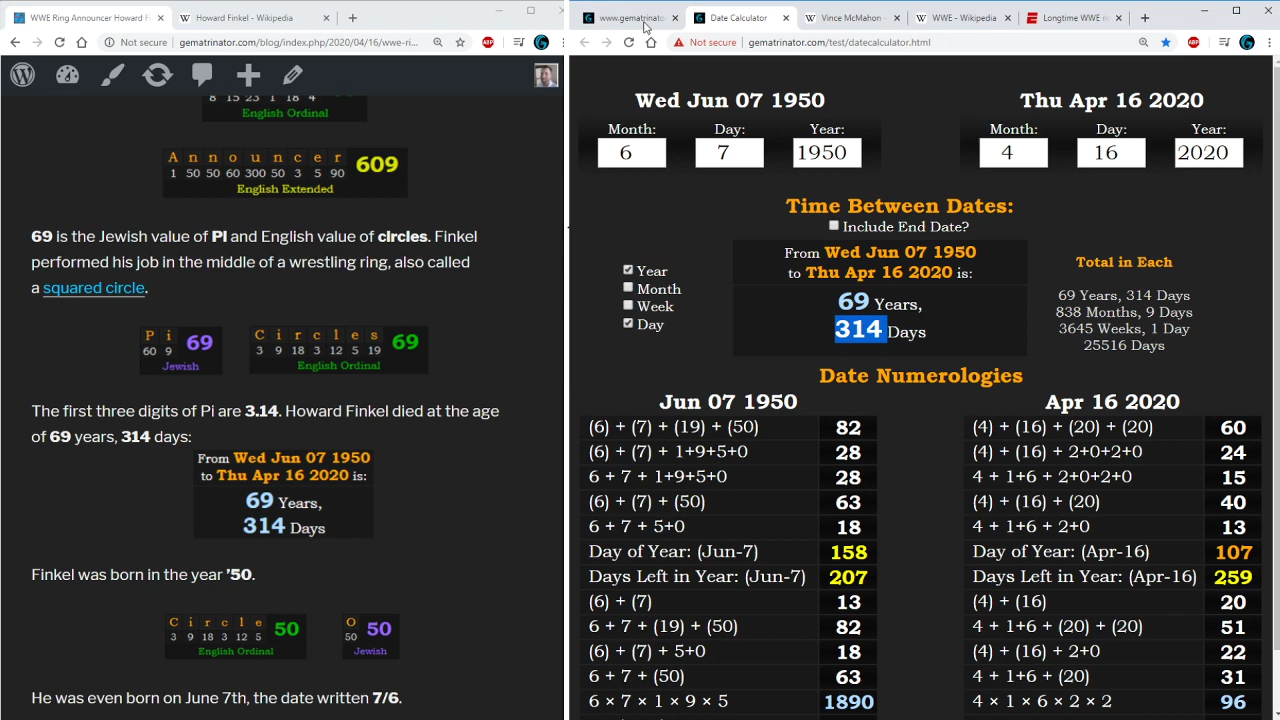 WWE Ring Announcer Howard F
Howard Finkel - Wikipedia
Not secure
gematrinator.com/blog/index.php/2020/04/16/wwe-ri...
8 15 23 1 18 4
English Ordinal
A n n o u n c e r 609
1 50 50 60 300 50 3 5 90
English Extended
69 is the Jewish value of Pi and English value of circles. Finkel
performed his job in the middle of a wrestling ring, also called
a squared circle.
P i 69
60 9
Jewish
C i r c l e s 69
3 9 18 3 12 5 19
English Ordinal
The first three digits of Pi are 3.14. Howard Finkel died at the age
of 69 years, 314 days:
From Wed Jun 07 1950
to Thu Apr 16 2020 is:
69 Years,
314 Days
Finkel was born in the year '50.
C i r c l e 50
3 9 18 3 12 5
English Ordinal
O 50
50
Jewish
He was even born on June 7th, the date written 7/6.
www.gematrinato
Date Calculator
Vince McMahon -
WWE - Wikipedia
Longtime WWE ri
Not secure
gematrinator.com/test/datecalculator.html
Wed Jun 07 1950
Month: Day: Year:
6 7 1950
Thu Apr 16 2020
Month: Day: Year:
4 16 2020
Time Between Dates:
Include End Date?
Year
Month
Week
Day
From Wed Jun 07 1950
to Thu Apr 16 2020 is:
69 Years,
314 Days
Total in Each
69 Years, 314 Days
838 Months, 9 Days
3645 Weeks, 1 Day
25516 Days
Date Numerologies
Jun 07 1950
(6) + (7) + (19) + (50) 82
(6) + (7) + 1+9+5+0 28
6 + 7 + 1+9+5+0 28
(6) + (7) + (50) 63
6 + 7 + 5+0 18
Day of Year: (Jun-7) 158
Days Left in Year: (Jun-7) 207
(6) + (7) 13
6 + 7 + (19) + (50) 82
(6) + (7) + 5+0 18
6 + 7 + (50) 63
6 × 7 × 1 × 9 × 5 1890
Apr 16 2020
(4) + (16) + (20) + (20) 60
(4) + (16) + 2+0+2+0 24
4 + 1+6 + 2+0+2+0 15
(4) + (16) + (20) 40
4 + 1+6 + 2+0 13
Day of Year: (Apr-16) 107
Days Left in Year: (Apr-16) 259
(4) + (16) 20
4 + 1+6 + (20) + (20) 51
(4) + (16) + 2+0 22
4 + 1+6 + (20) 31
4 × 1 × 6 × 2 × 2 96